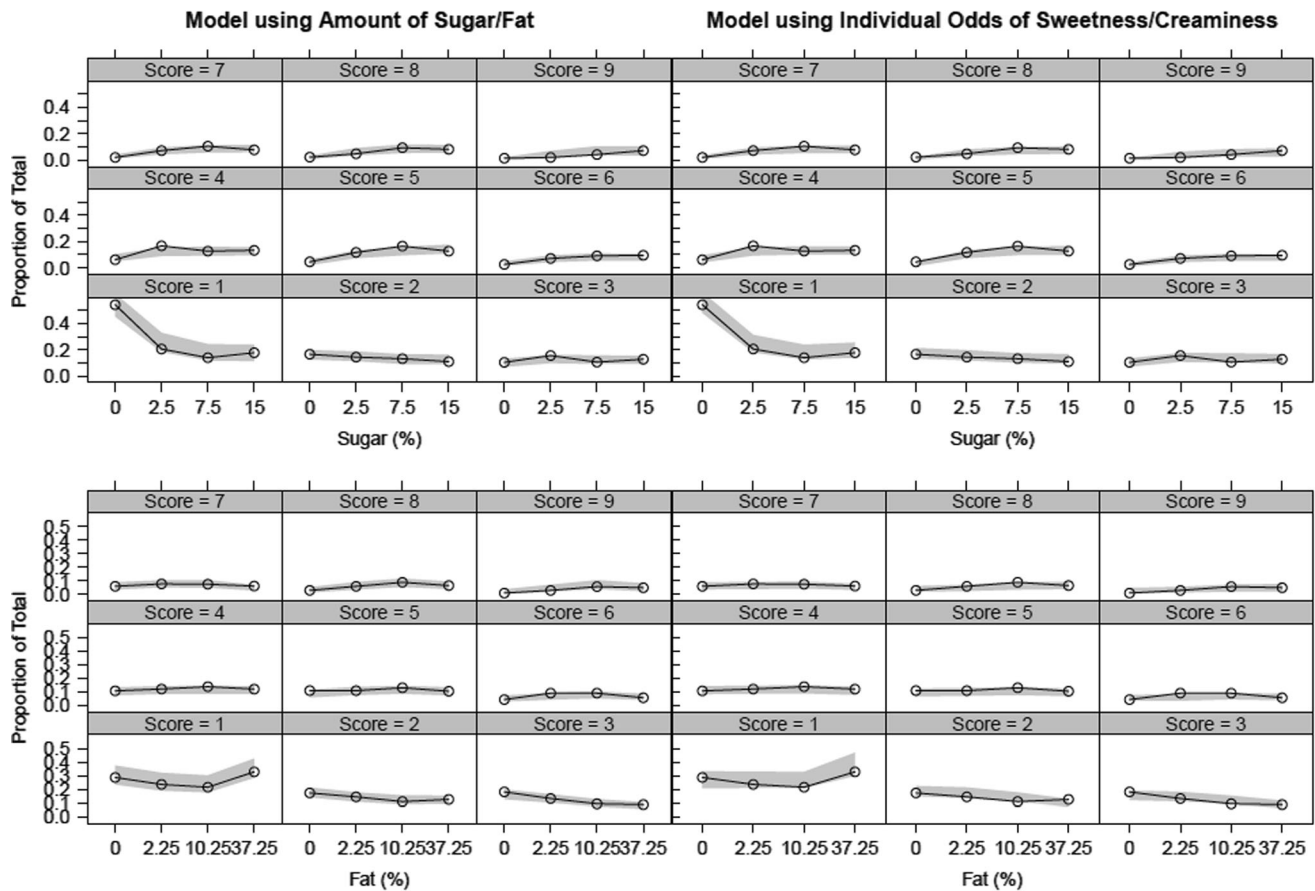 Model using Amount of Sugar/Fat Model using Individual Odds of Sweetness/Creaminess
Score = 7 Score = 8 Score = 9 Score = 7 Score = 8 Score = 9
0.4
0.2
0.0
Score = 4 Score = 5 Score = 6 Score = 4 Score = 5 Score = 6
0.4
0.2
0.0
Score = 1 Score = 2 Score = 3 Score = 1 Score = 2 Score = 3
0.4
0.2
0.0
Proportion of Total
0 2.5 7.5 15 0 2.5 7.5 15 0 2.5 7.5 15 0 2.5 7.5 15 0 2.5 7.5 15 0 2.5 7.5 15
Sugar (%) Sugar (%)
Score = 7 Score = 8 Score = 9 Score = 7 Score = 8 Score = 9
0.5
0.4
0.3
0.3
0.1
0.0
Score = 4 Score = 5 Score = 6 Score = 4 Score = 5 Score = 6
0.5
0.4
0.3
0.2
0.1
0.0
Score = 1 Score = 2 Score = 3 Score = 1 Score = 2 Score = 3
0.5
0.4
0.3
0.2
0.1
0.0
Proportion of Total
0 2.25 10.25 37.25 0 2.25 10.25 37.25 0 2.25 10.25 37.25 0 2.25 10.25 37.25 0 2.25 10.25 37.25 0 2.25 10.25 37.25
Fat (%) Fat (%)